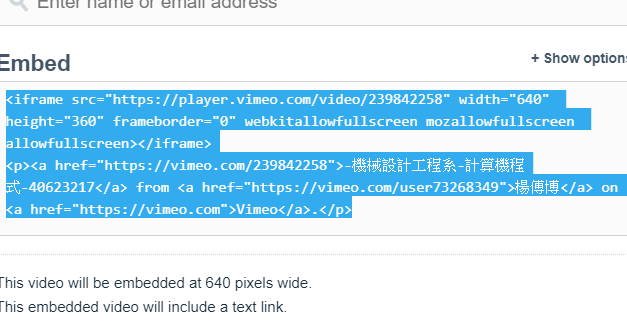 Enter name or email address
Embed
+ Show options
<iframe src="https://player.vimeo.com/video/239842258" width="640"
height="360" frameborder="0" webkitallowfullscreen mozallowfullscreen
allowfullscreen></iframe>
<p><a href="https://vimeo.com/239842258">-機械設計工程系-計算機程
式-40623217</a> from <a href="https://vimeo.com/user73268349">楊傅博</a> on
<a href="https://vimeo.com">Vimeo</a>.</p>
This video will be embedded at 640 pixels wide.
This embedded video will include a text link.